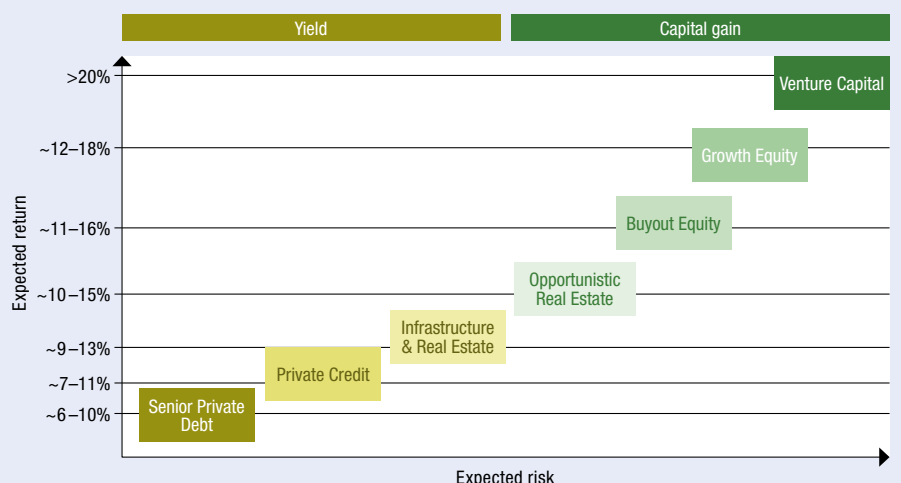 Yield
Capital gain
Expected return
>20%
Venture Capital
~12–18%
Growth Equity
~11–16%
Buyout Equity
~10–15%
Opportunistic
Real Estate
~9–13%
Infrastructure
& Real Estate
~7–11%
Private Credit
~6–10%
Senior Private
Debt
Expected risk